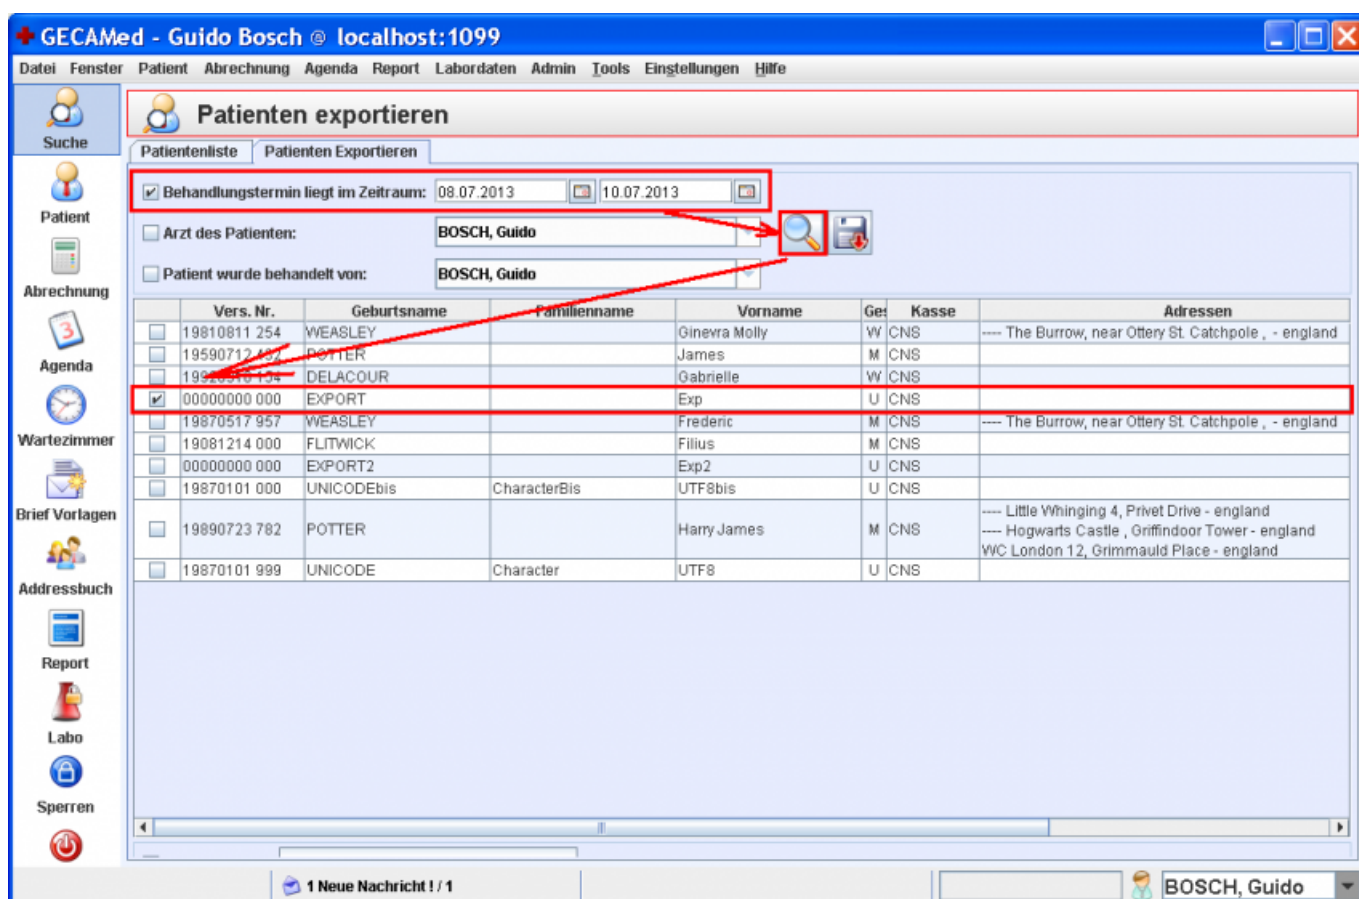 GECAMed - Guido Bosch @ localhost:1099
Datei Fenster Patient Abrechnung Agenda Report Labordaten Admin Tools Einstellungen Hilfe
Suche
Patienten exportieren
Patientenliste Patienten Exportieren
Behandlungstermin liegt im Zeitraum: 08.07.2013 10.07.2013
Patient
Arzt des Patienten: BOSCH, Guido
Patient wurde behandelt von: BOSCH, Guido
Abrechnung
Vers. Nr. Geburtsname Familienname Vorname Ges Kasse Adressen
19810811 254 WEASLEY Ginevra Molly W CNS ---- The Burrow, near Ottery St. Catchpole , - england
19590712 POTTER James M CNS
Agenda
DELACOUR Gabrielle W CNS
00000000 000 EXPORT Exp U CNS
19870517 957 WEASLEY Frederic M CNS ---- The Burrow, near Ottery St. Catchpole , - england
Wartezimmer
19081214 000 FLITWICK Filius M CNS
00000000 000 EXPORT2 Exp2 U CNS
19870101 000 UNICODEbis CharacterBis UTF8bis U CNS
Brief Vorlagen
19890723 782 POTTER Harry James M CNS ---- Little Whinging 4, Privet Drive - england
---- Hogwarts Castle , Griffindoor Tower - england
WC London 12, Grimmauld Place - england
19870101 999 UNICODE Character UTF8 U CNS
Addressbuch
Report
Labo
Sperren
1 Neue Nachricht ! / 1
BOSCH, Guido